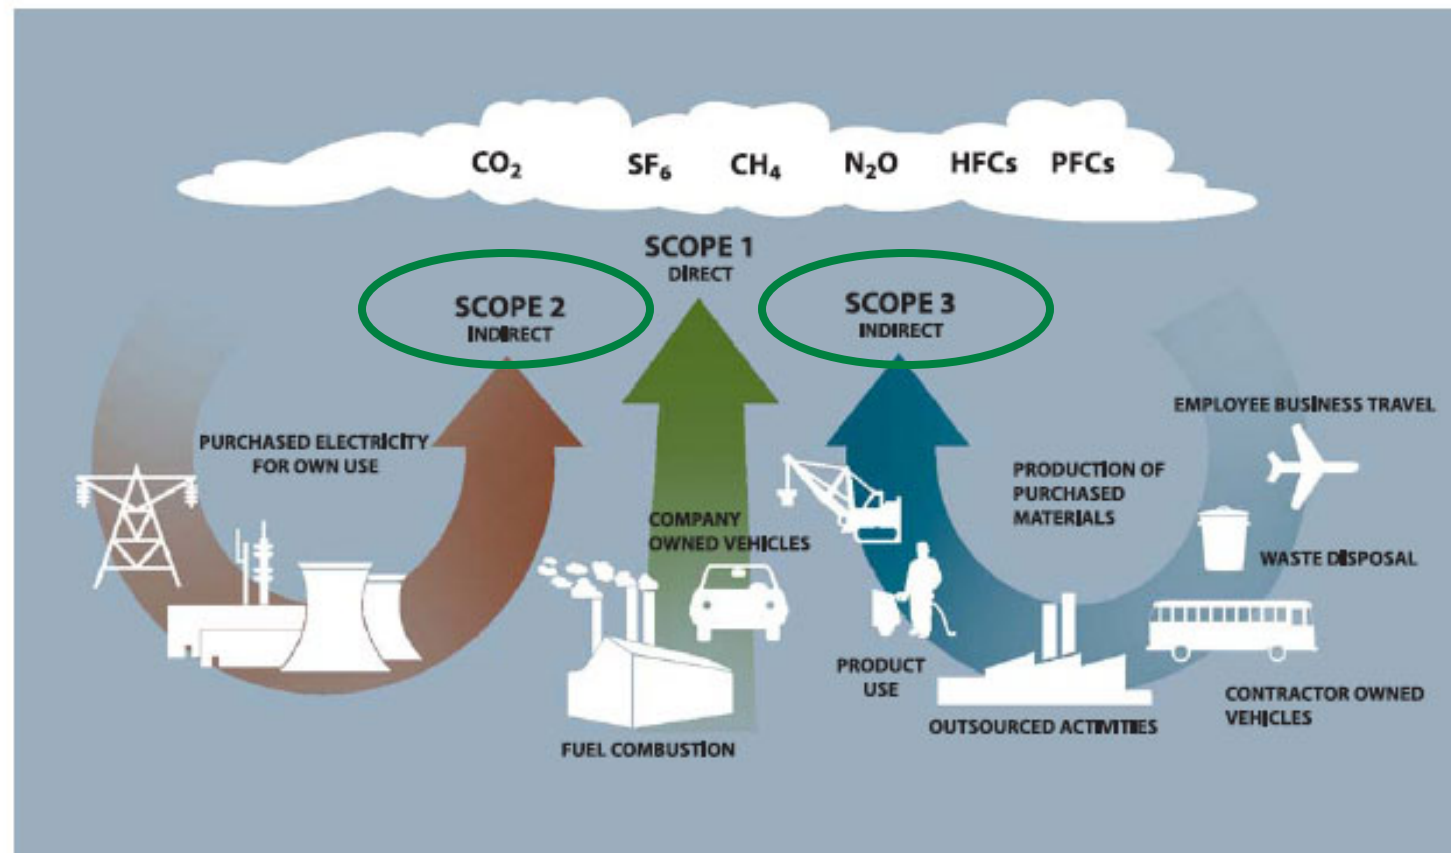 CO₂ SF₆ CH₄ N₂O HFCs PFCs
SCOPE 1
DIRECT
SCOPE 2
INDIRECT
SCOPE 3
INDIRECT
PURCHASED ELECTRICITY
FOR OWN USE
COMPANY
OWNED VEHICLES
FUEL COMBUSTION
EMPLOYEE BUSINESS TRAVEL
PRODUCTION OF
PURCHASED
MATERIALS
WASTE DISPOSAL
PRODUCT
USE
OUTSOURCED ACTIVITIES
CONTRACTOR OWNED
VEHICLES